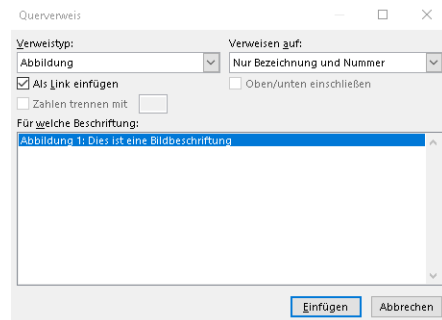 Querverweis
Verweistyp:
Verweisen auf:
Abbildung
Nur Bezeichnung und Nummer
Als Link einfügen
Oben/unten einschließen
Zahlen trennen mit
Für welche Beschriftung:
Abbildung 1: Dies ist eine Bildbeschriftung
Einfügen
Abbrechen